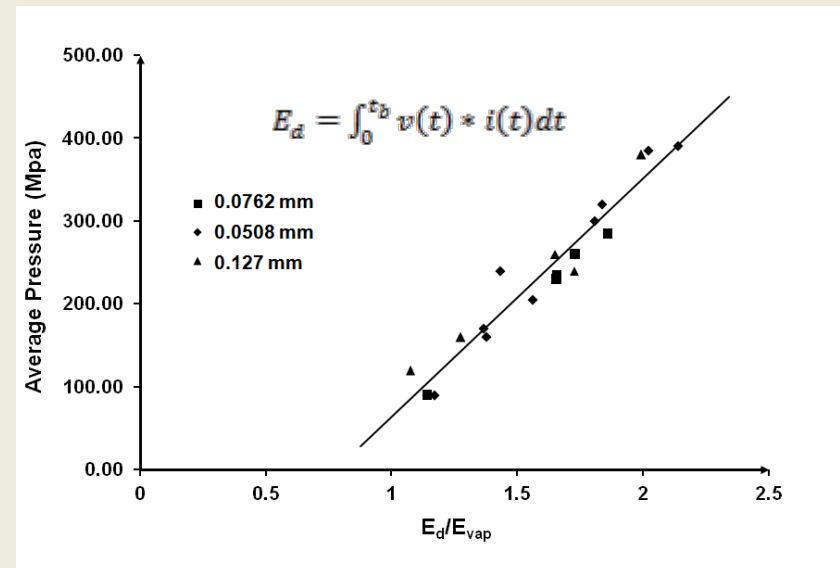 500.00
400.00
300.00
200.00
100.00
0.00
Average Pressure (Mpa)
E_d = ∫_0^{t_b} v(t) * i(t)dt
0.0762 mm
0.0508 mm
0.127 mm
0 0.5 1 1.5 2 2.5
E_d/E_vap